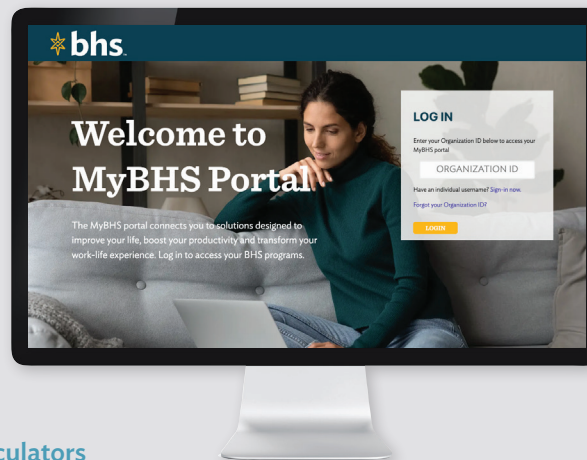 bhs.
Welcome to
MyBHS Portal
The MyBHS portal connects you to solutions designed to
improve your life, boost your productivity and transform your
work-life experience. Log in to access your BHS programs.
LOG IN
Enter your Organization ID below to access your
MyBHS portal
ORGANIZATION ID
Have an individual username? Sign-in now.
Forgot your Organization ID?
LOGIN